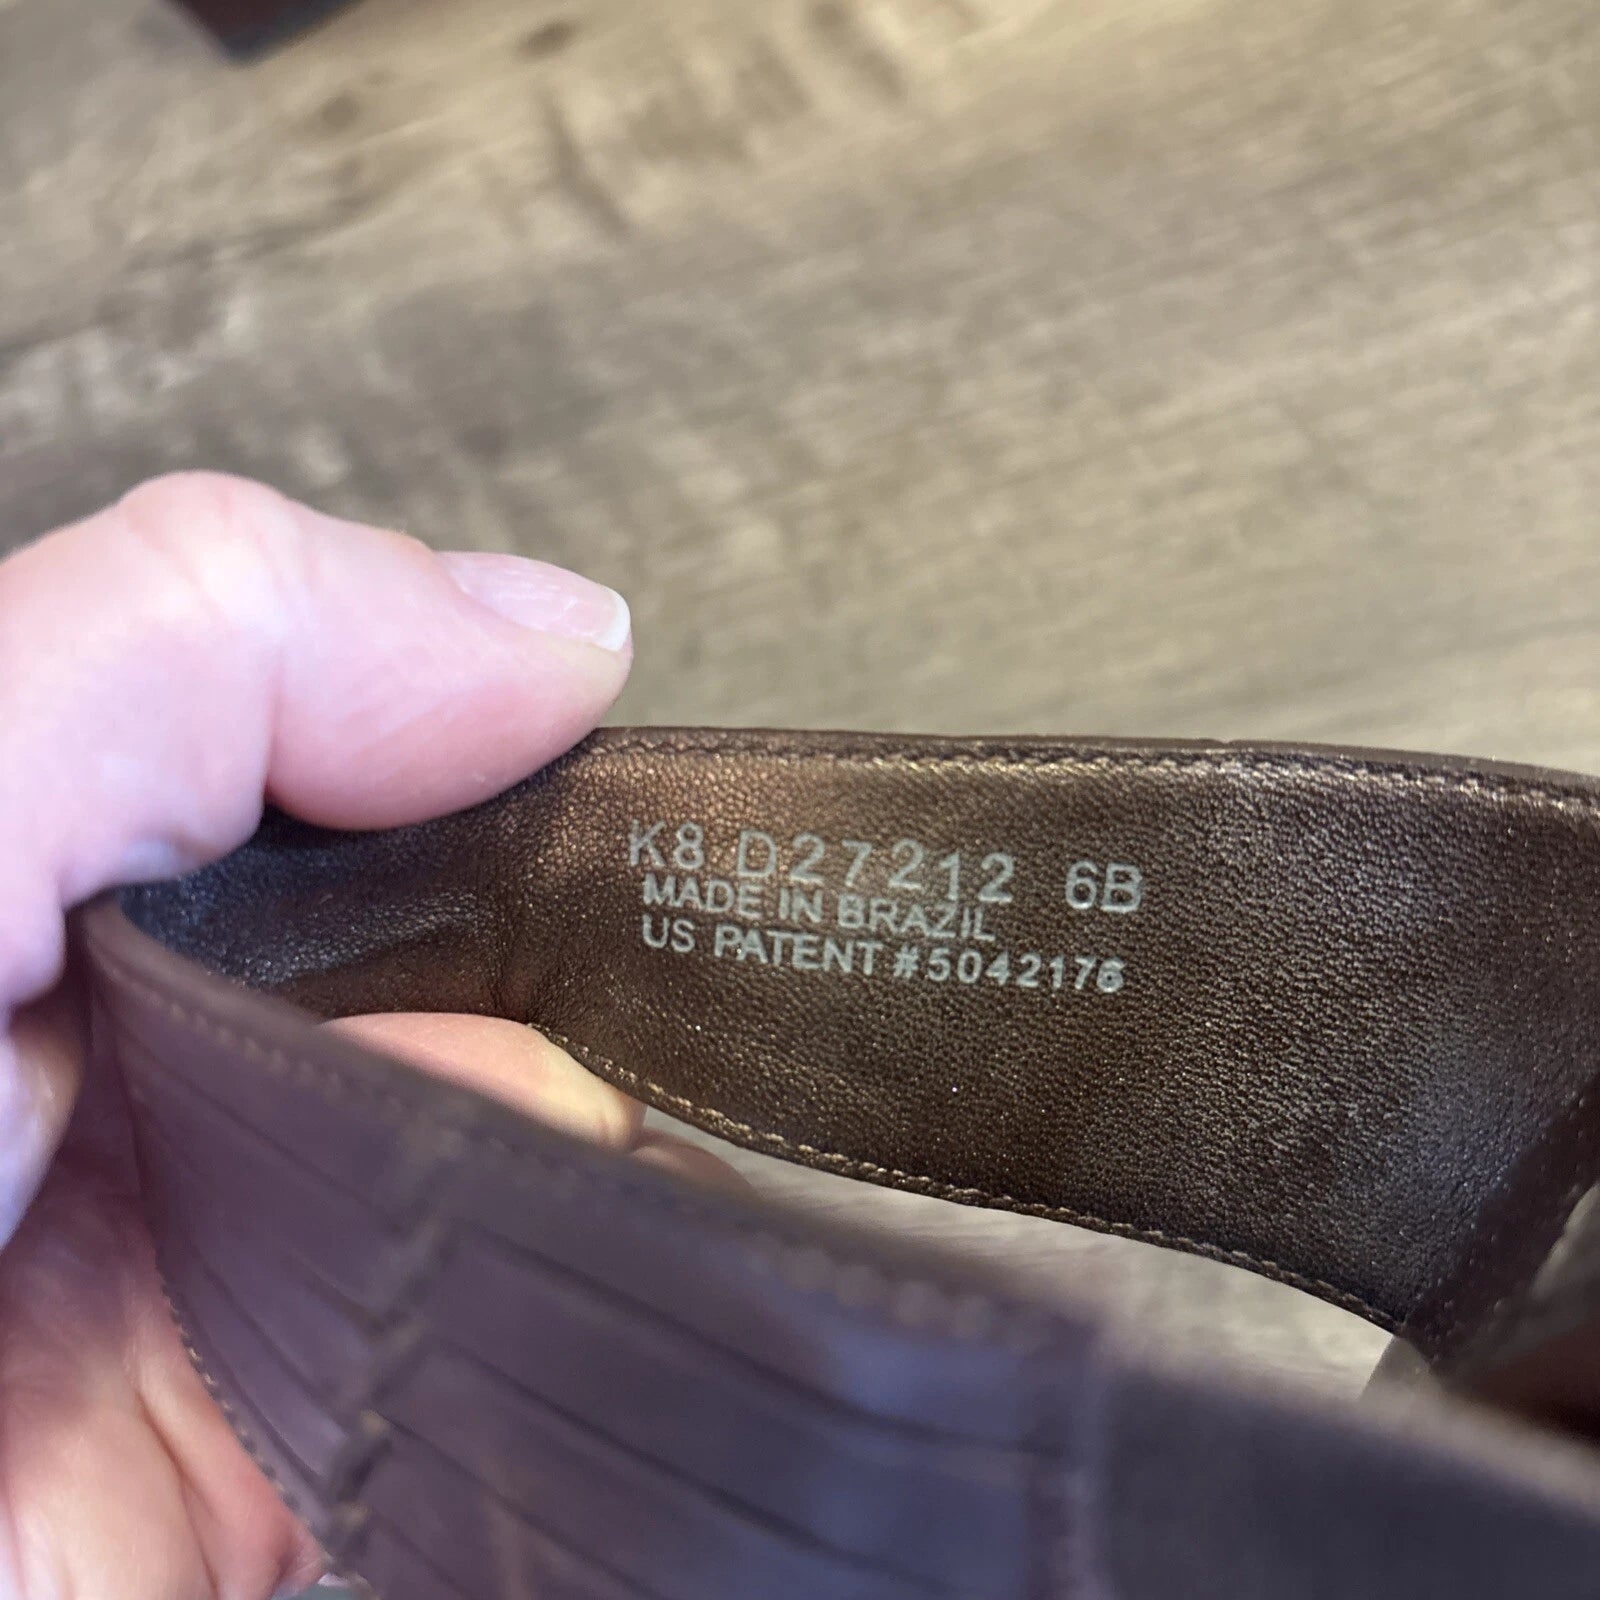 K8 D27212 6B
MADE IN BRAZIL
US PATENT #5042176